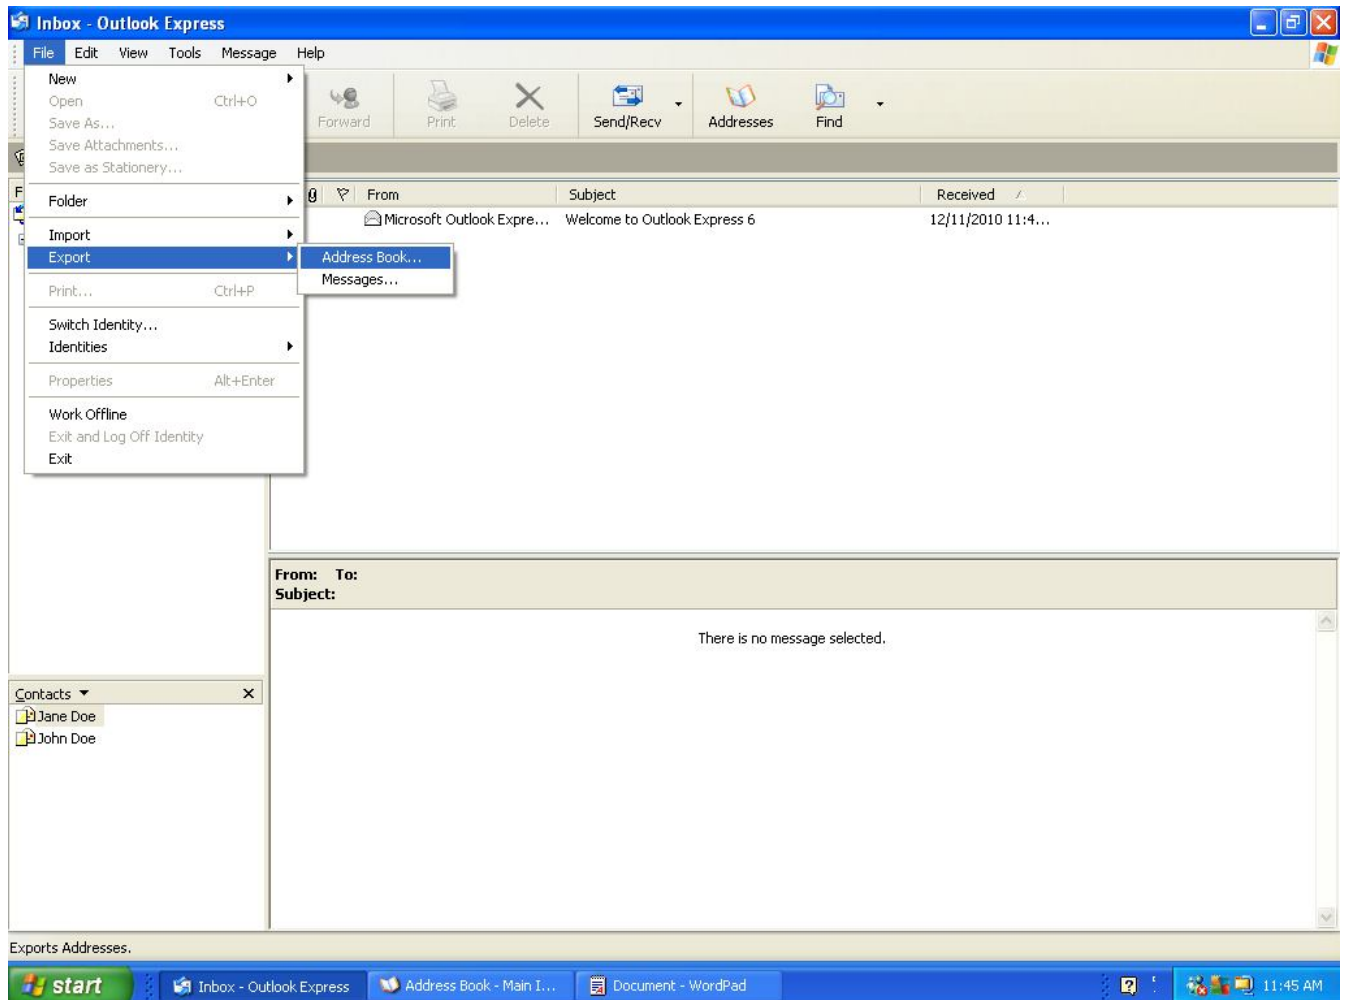 Inbox - Outlook Express
File Edit View Tools Message Help
New
Open Ctrl+O
Save As...
Save Attachments...
Save as Stationery...
Folder
Import
Export
Print... Ctrl+P
Switch Identity...
Identities
Properties Alt+Enter
Work Offline
Exit and Log Off Identity
Exit
Address Book...
Messages...
Forward Print Delete Send/Recv Addresses Find
F
From Subject Received
Microsoft Outlook Expre... Welcome to Outlook Express 6 12/11/2010 11:4...
From: To:
Subject:
There is no message selected.
Contacts
Jane Doe
John Doe
Exports Addresses.
start Inbox - Outlook Express Address Book - Main I... Document - WordPad 11:45 AM